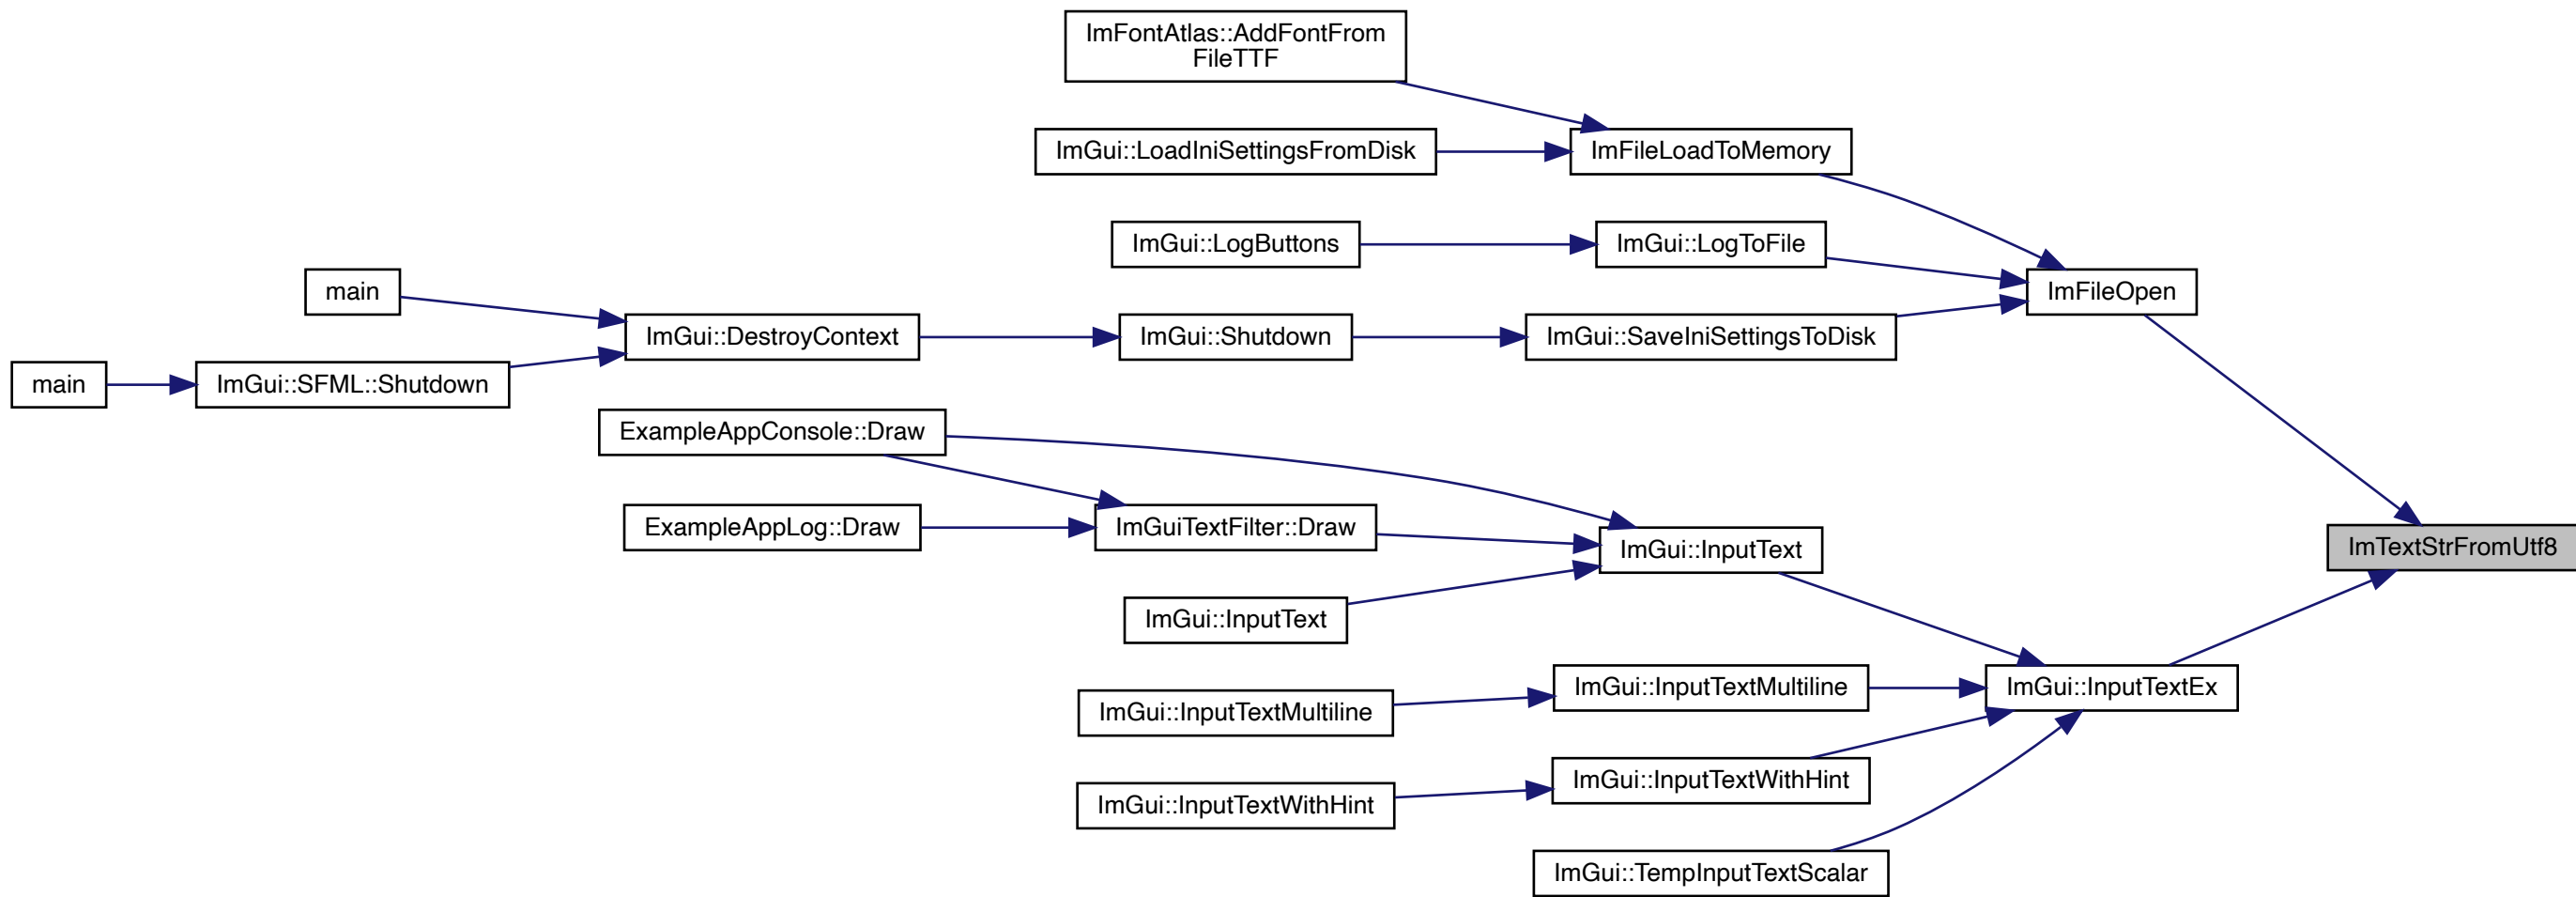 ImFontAtlas::AddFontFrom
FileTTF
ImGui::LoadIniSettingsFromDisk
ImFileLoadToMemory
ImGui::LogButtons
ImGui::LogToFile
main
ImFileOpen
ImGui::DestroyContext
ImGui::Shutdown
ImGui::SaveIniSettingsToDisk
main
ImGui::SFML::Shutdown
ExampleAppConsole::Draw
ExampleAppLog::Draw
ImGuiTextFilter::Draw
ImGui::InputText
ImTextStrFromUtf8
ImGui::InputText
ImGui::InputTextMultiline
ImGui::InputTextMultiline
ImGui::InputTextEx
ImGui::InputTextWithHint
ImGui::InputTextWithHint
ImGui::TempInputTextScalar